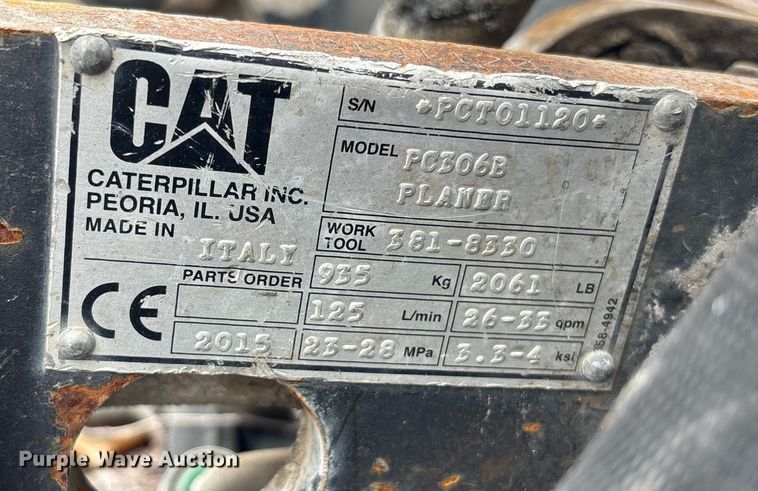 CAT
CATERPILLAR INC.
PEORIA, IL. USA
MADE IN ITALY
PARTS ORDER
CE
2015
S/N *PCT01120*
MODEL PC306B
PLANER
WORK TOOL 381-8330
935 Kg 2061 LB
125 L/min 26-33 gpm
23-28 MPa 3.3-4 ksi
58-4942
Purple Wave Auction